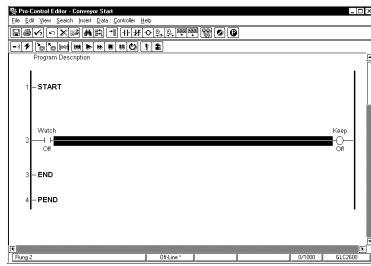 Pro-Control Editor - Conveyor Start
File Edit View Search Insert Data Controller Help
Program Description
1 START
Watch Keep
2
Off Off
3 END
4 PEND
Rung 2 Off-Line * 0/1000 GLC2600